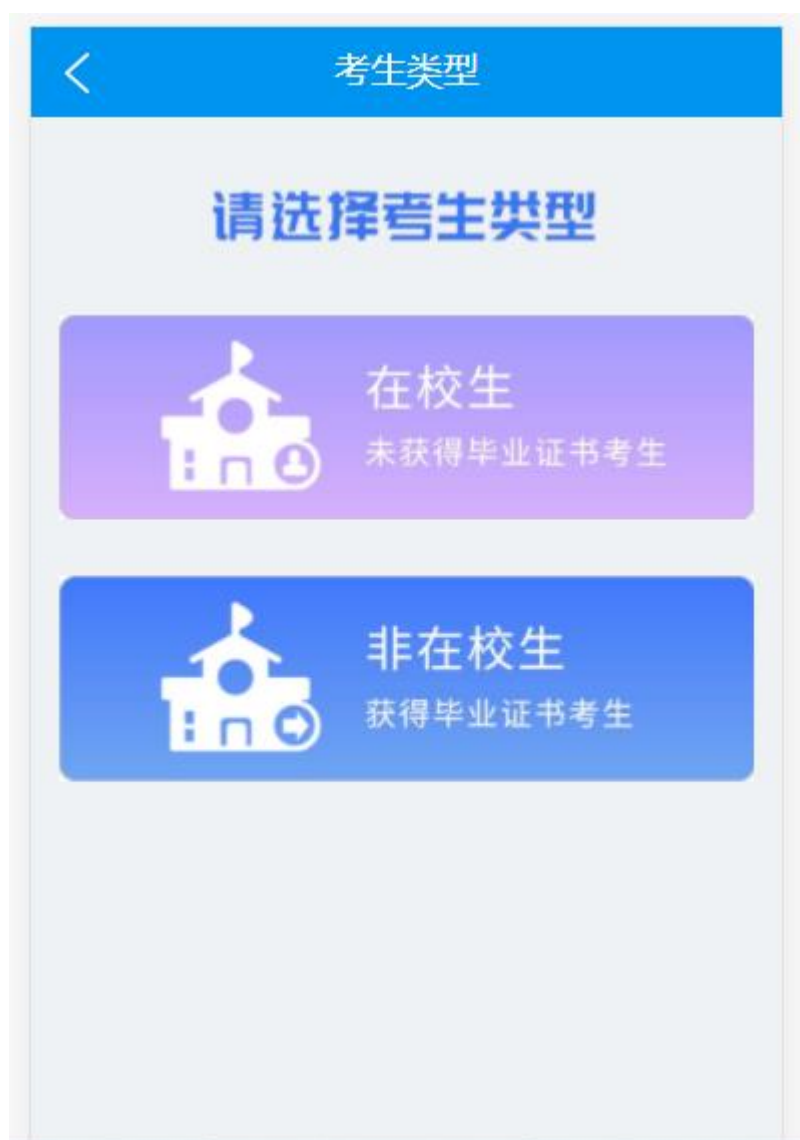 考生类型
请选择考生类型
在校生
未获得毕业证书考生
非在校生
获得毕业证书考生